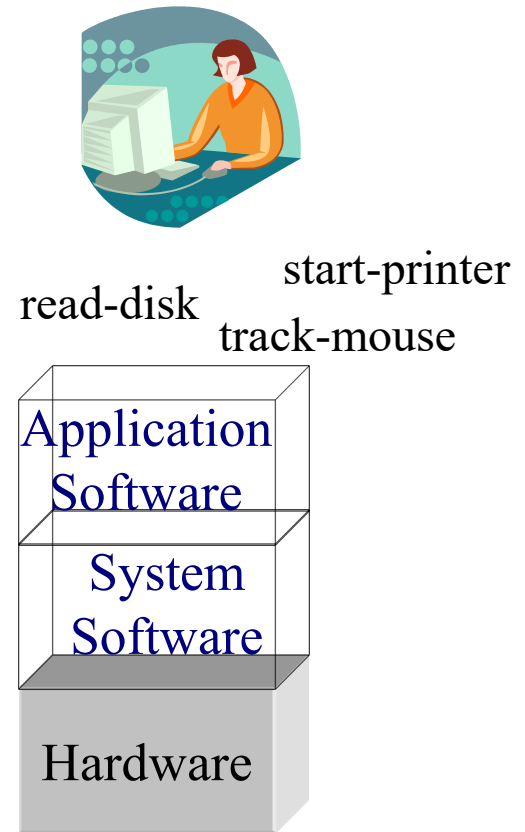 start-printer
read-disk
track-mouse
Application
Software
System
Software
Hardware